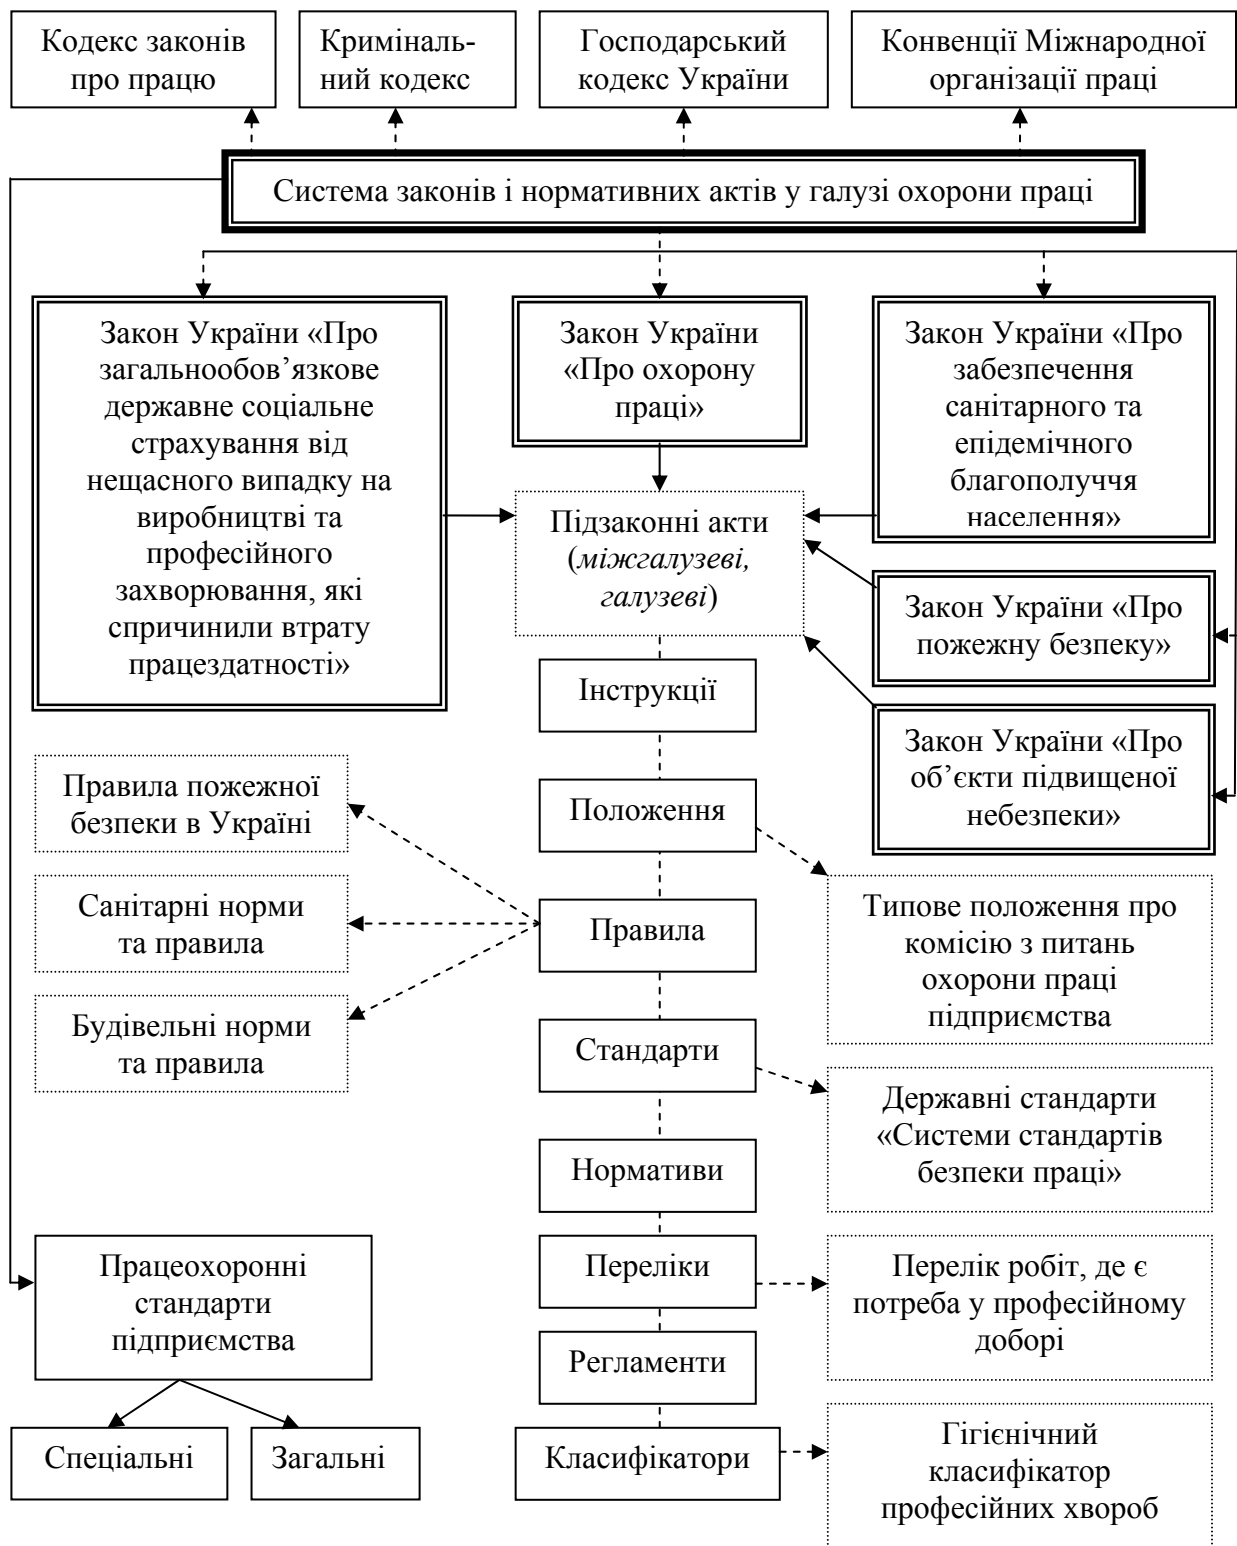 Кодекс законів
про працю
Криміналь-
ний кодекс
Господарський
кодекс України
Конвенції Міжнародної
організації праці
Система законів і нормативних актів у галузі охорони праці
Закон України «Про
загальнообов’язкове
державне соціальне
страхування від
нещасного випадку на
виробництві та
професійного
захворювання, які
спричинили втрату
працездатності»
Закон України
«Про охорону
праці»
Закон України «Про
забезпечення
санітарного та
епідемічного
благополуччя
населення»
Підзаконні акти
(міжгалузеві,
галузеві)
Закон України «Про
пожежну безпеку»
Інструкції
Закон України «Про
об’єкти підвищеної
небезпеки»
Правила пожежної
безпеки в Україні
Положення
Санітарні норми
та правила
Правила
Типове положення про
комісію з питань
охорони праці
підприємства
Будівельні норми
та правила
Стандарти
Державні стандарти
«Системи стандартів
безпеки праці»
Нормативи
Працеохоронні
стандарти
підприємства
Переліки
Перелік робіт, де є
потреба у професійному
доборі
Регламенти
Спеціальні
Загальні
Класифікатори
Гігієнічний
класифікатор
професійних хвороб